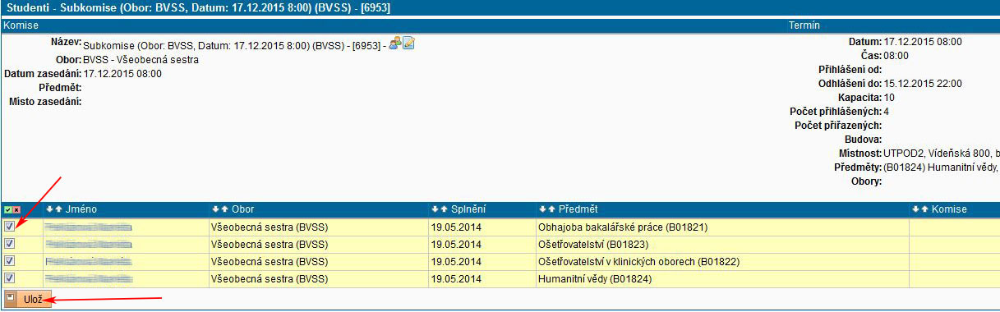 Studenti - Subkomise (Obor: BVSS, Datum: 17.12.2015 8:00) (BVSS) - [6953]
Komise
Název: Subkomise (Obor: BVSS, Datum: 17.12.2015 8:00) (BVSS) - [6953] -
Obor: BVSS - Všeobecná sestra
Datum zasedání: 17.12.2015 08:00
Předmět:
Místo zasedání:
Termín
Datum: 17.12.2015 08:00
Čas: 08:00
Přihlášení od:
Odhlášení do: 15.12.2015 22:00
Kapacita: 10
Počet přihlášených: 4
Počet přiřazených:
Budova:
Místnost: UTPOD2, Vídeňská 800, b
Předměty: (B01824) Humanitní vědy,
Obory:
Jméno Obor Splnění Předmět Komise
Všeobecná sestra (BVSS) 19.05.2014 Obhajoba bakalářské práce (B01821)
Všeobecná sestra (BVSS) 19.05.2014 Ošetřovatelství (B01823)
Všeobecná sestra (BVSS) 19.05.2014 Ošetřovatelství v klinických oborech (B01822)
Všeobecná sestra (BVSS) 19.05.2014 Humanitní vědy (B01824)
Ulož